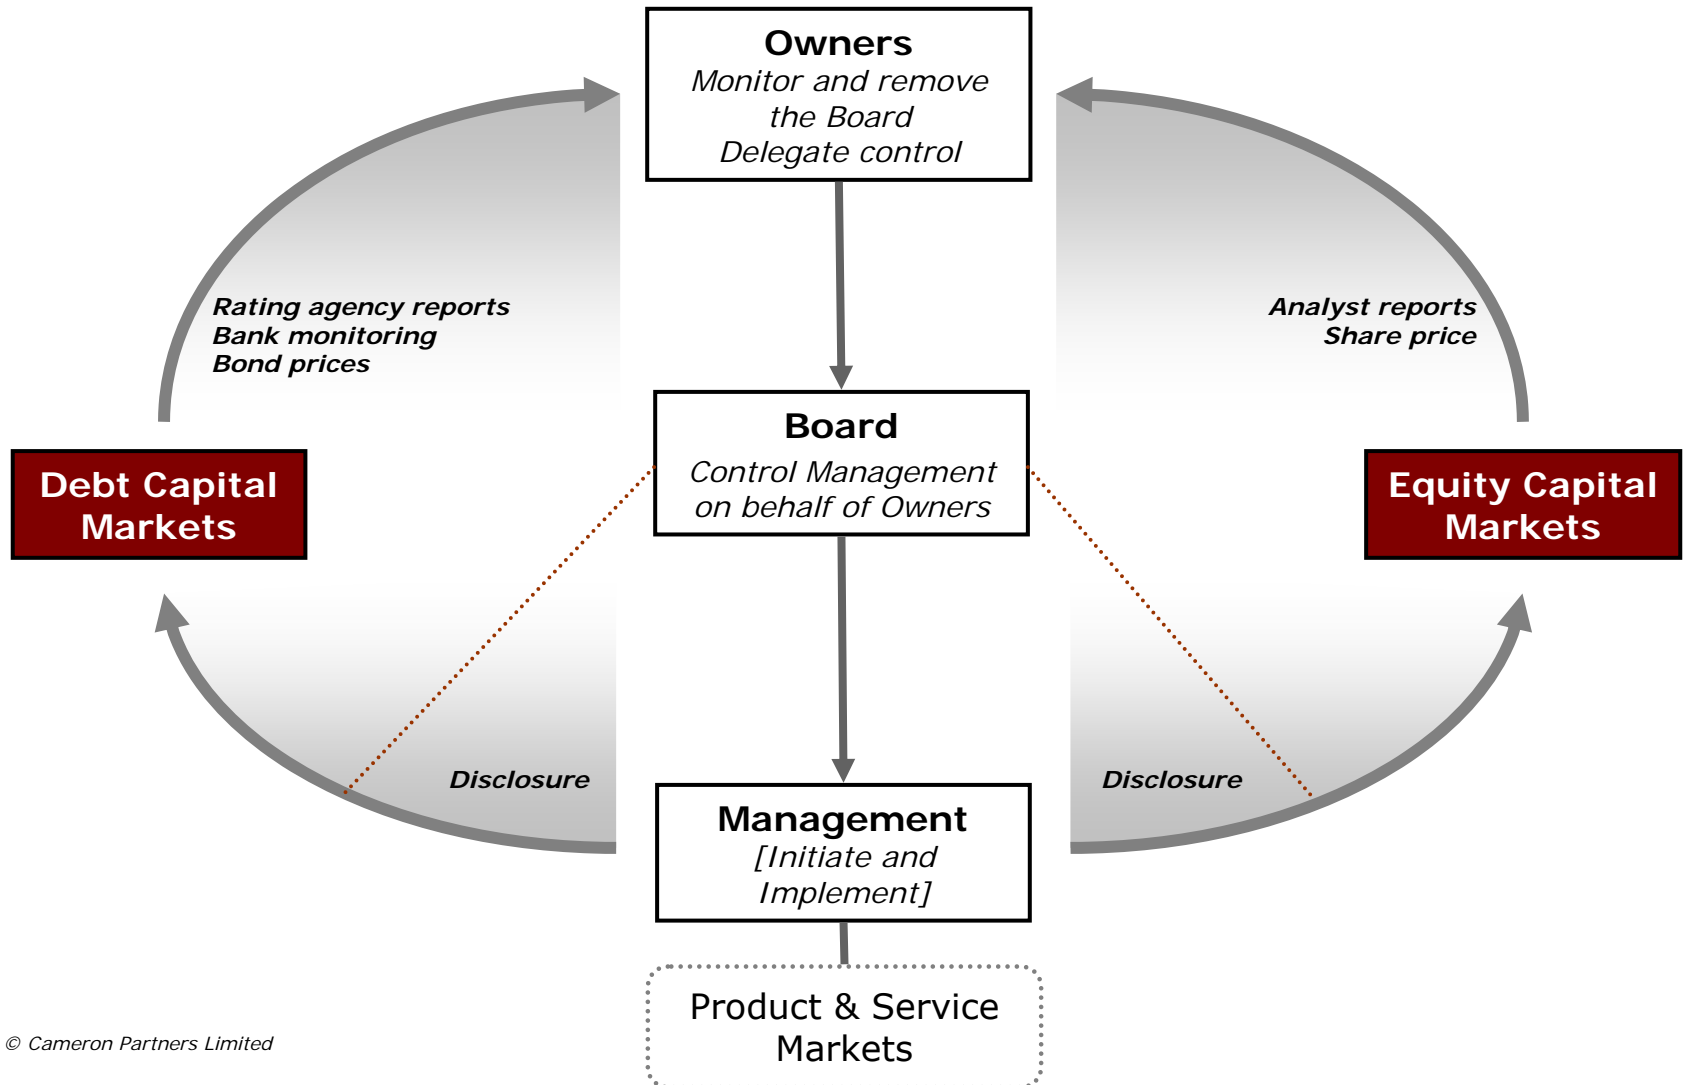 Owners
Monitor and remove
the Board
Delegate control
Rating agency reports
Bank monitoring
Bond prices
Analyst reports
Share price
Board
Control Management
on behalf of Owners
Debt Capital
Markets
Equity Capital
Markets
Disclosure
Disclosure
Management
[Initiate and
Implement]
Product & Service
Markets
© Cameron Partners Limited